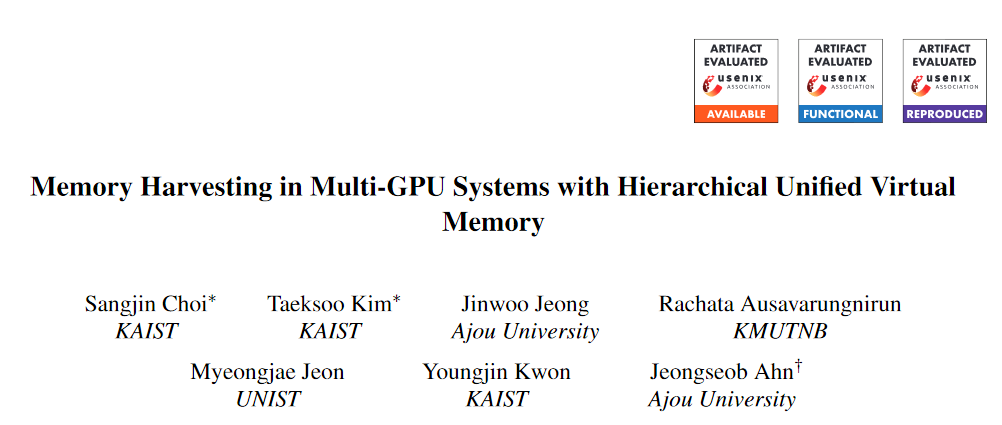 ARTIFACT ARTIFACT ARTIFACT
EVALUATED EVALUATED EVALUATED
usenix usenix usenix
ASSOCIATION ASSOCIATION ASSOCIATION
AVAILABLE FUNCTIONAL REPRODUCED
Memory Harvesting in Multi-GPU Systems with Hierarchical Unified Virtual
Memory
Sangjin Choi* Taeksoo Kim* Jinwoo Jeong Rachata Ausavarungnirun
KAIST KAIST Ajou University KMUTNB
Myeongjae Jeon Youngjin Kwon Jeongseob Ahn†
UNIST KAIST Ajou University